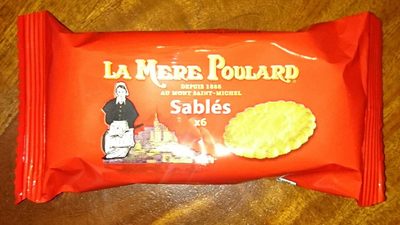 LA MERE POULARD
DEPUIS 1888
AU MONT SAINT-MICHEL
Sablés
x6